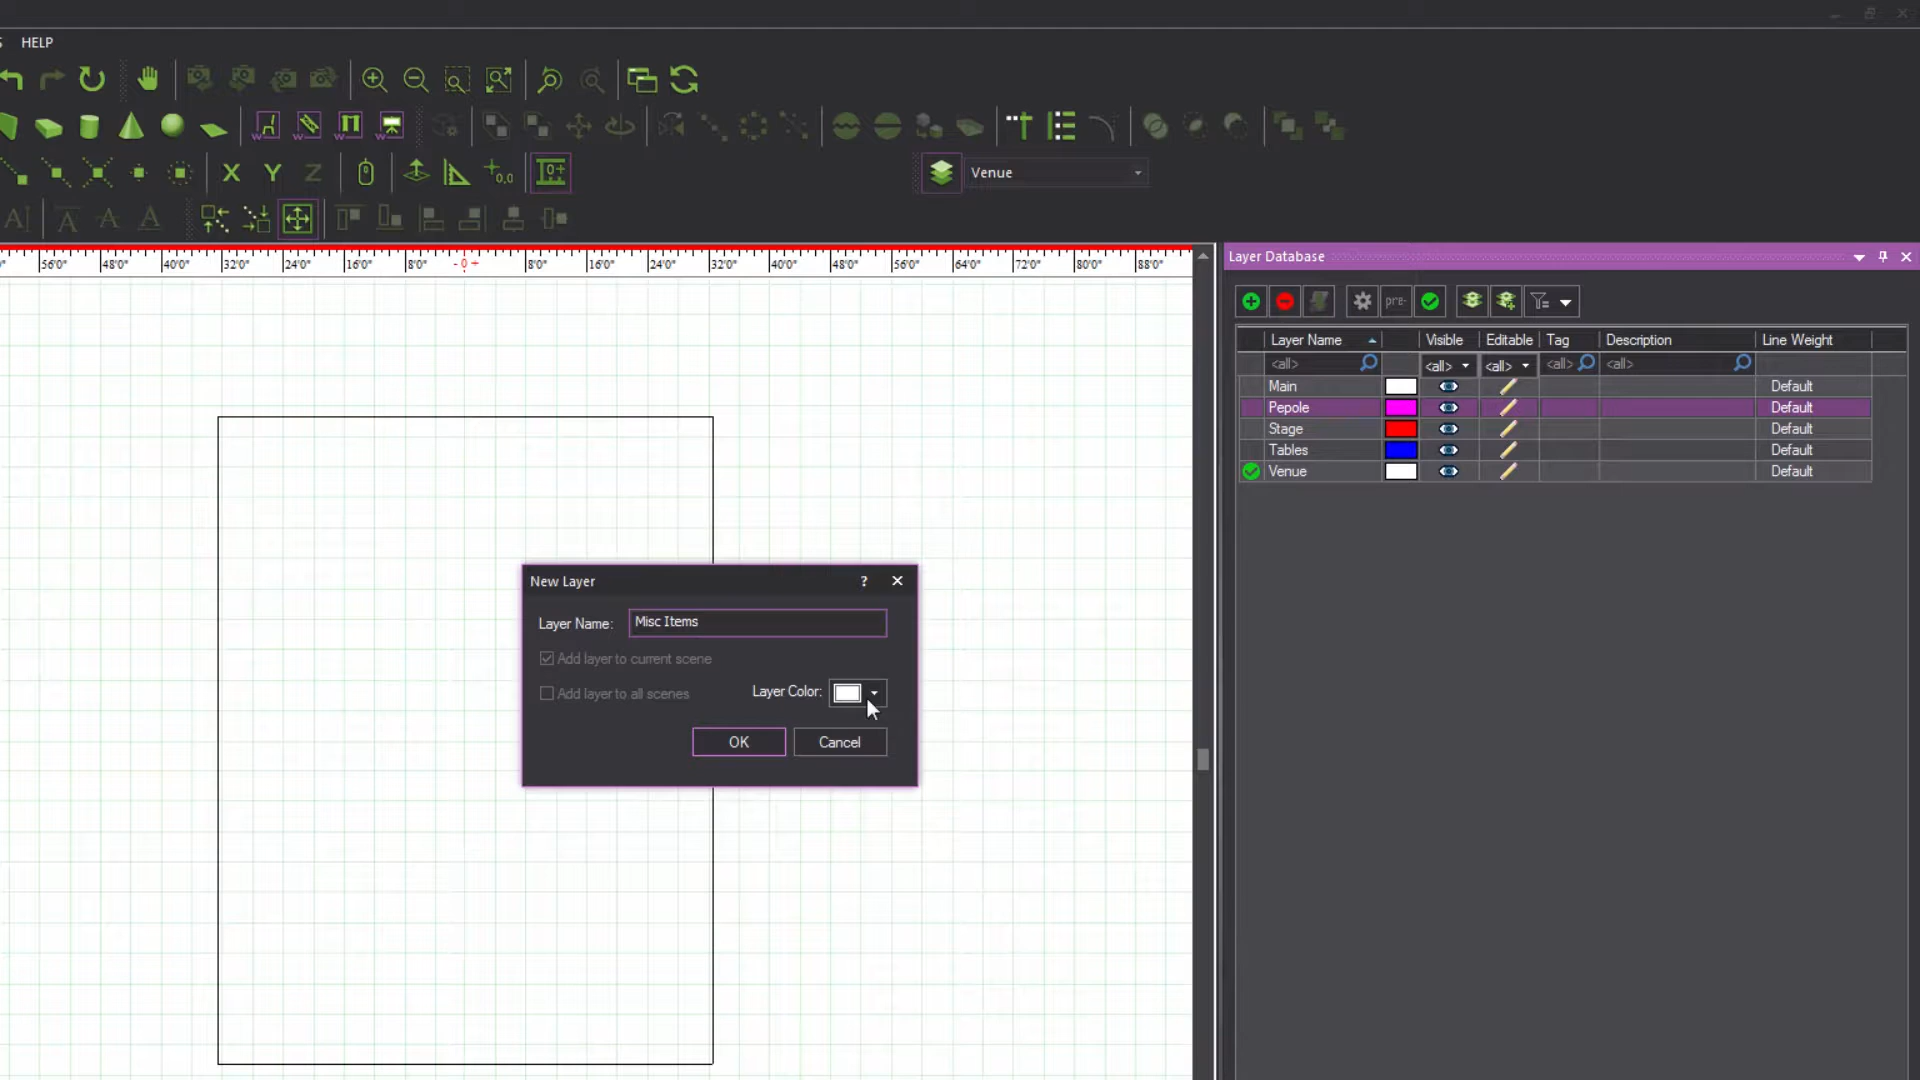 HELP
X Y Z
Venue
56'0" 48'0" 40'0" 32'0" 24'0" 16'0" 8'0" - 0 + 8'0" 16'0" 24'0" 32'0" 40'0" 48'0" 56'0" 64'0" 72'0" 80'0" 88'0"
Layer Database
pre-
Layer Name Visible Editable Tag Description Line Weight
<all> <all> <all> <all> <all>
Main Default
Pepole Default
Stage Default
Tables Default
Venue Default
New Layer ?
Layer Name: Misc Items
Add layer to current scene
Add layer to all scenes Layer Color:
OK Cancel